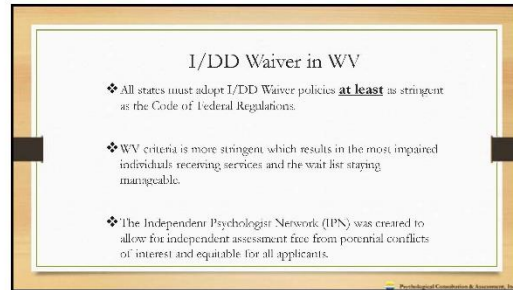 I/DD Waiver in WV
❖All states must adopt I/DD Waiver policies at least as stringent
as the Code of Federal Regulations.
❖WV criteria is more stringent which results in the most impaired
individuals receiving services and the wait list staying
manageable.
❖The Independent Psychologist Network (IPN) was created to
allow for independent assessment free from potential conflicts
of interest and equitable for all applicants.
Psychological Consultation & Assessment, Inc